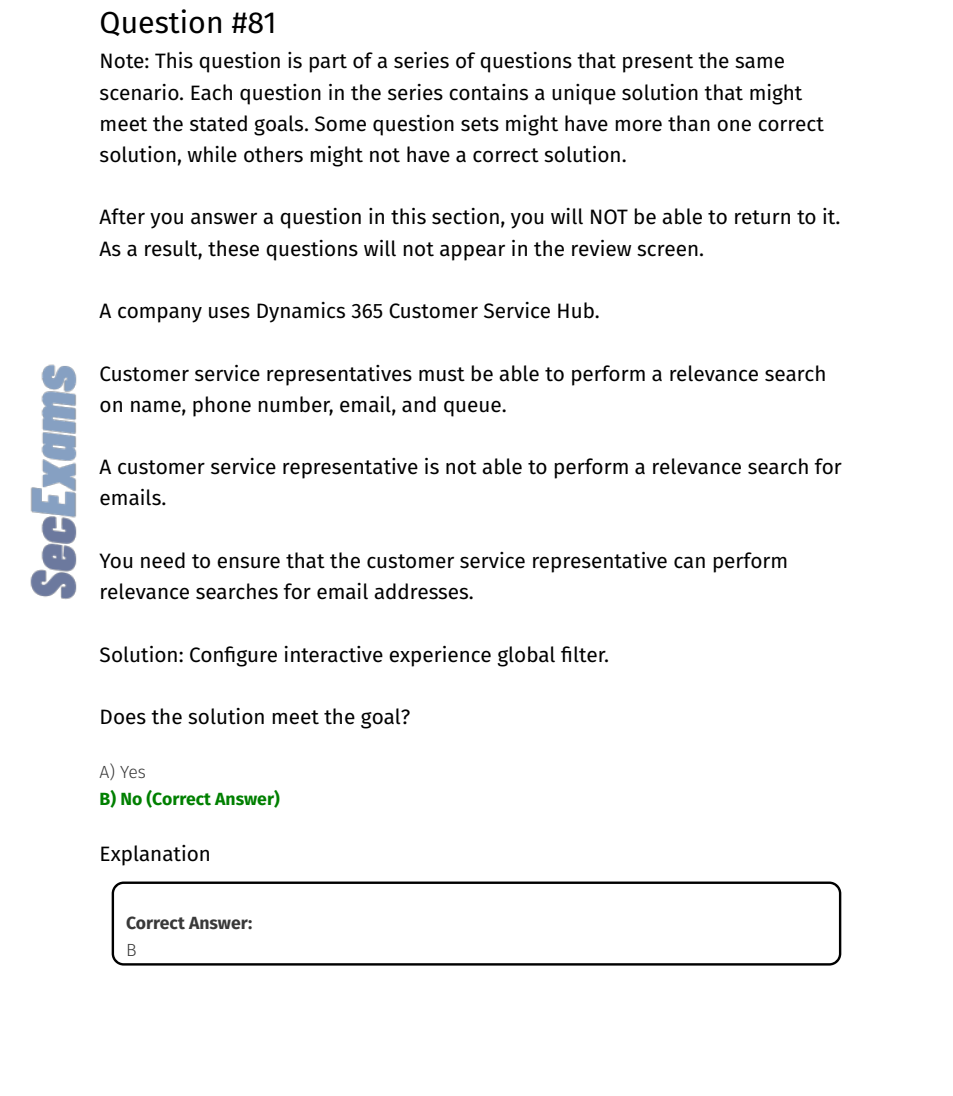 Question #81
Note: This question is part of a series of questions that present the same
scenario. Each question in the series contains a unique solution that might
meet the stated goals. Some question sets might have more than one correct
solution, while others might not have a correct solution.
After you answer a question in this section, you will NOT be able to return to it.
As a result, these questions will not appear in the review screen.
A company uses Dynamics 365 Customer Service Hub.
Customer service representatives must be able to perform a relevance search
on name, phone number, email, and queue.
A customer service representative is not able to perform a relevance search for
emails.
You need to ensure that the customer service representative can perform
relevance searches for email addresses.
Solution: Configure interactive experience global filter.
Does the solution meet the goal?
A) Yes
B) No (Correct Answer)
Explanation
Correct Answer:
B
SecExams